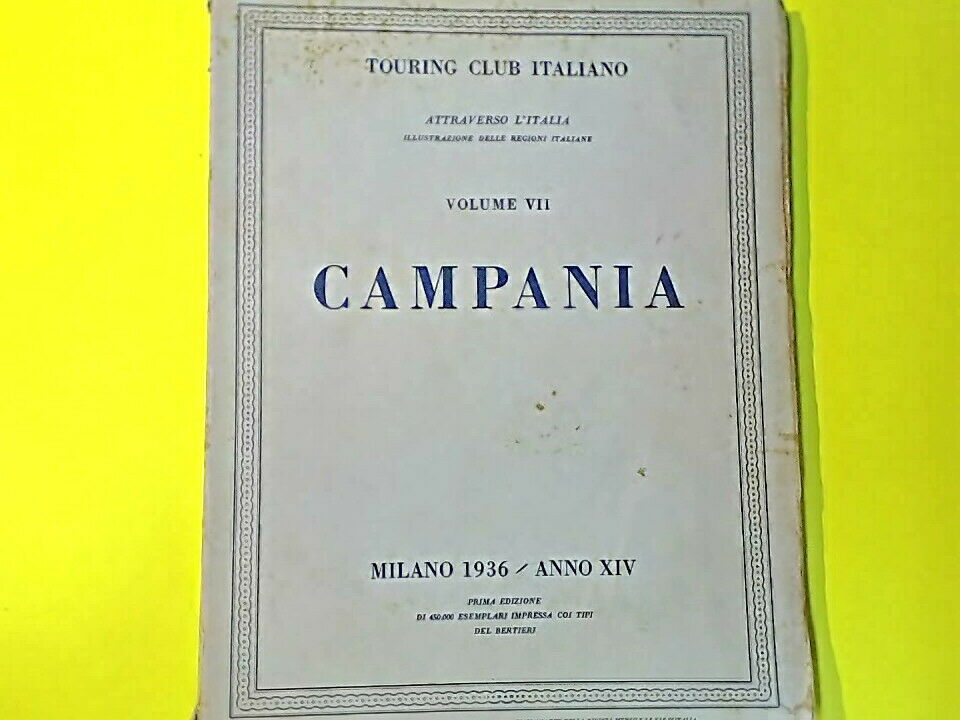 TOURING CLUB ITALIANO
ATTRAVERSO L'ITALIA
ILLUSTRAZIONE DELLE REGIONI ITALIANE
VOLUME VII
CAMPANIA
MILANO 1936 / ANNO XIV
PRIMA EDIZIONE
DI 450.000 ESEMPLARI IMPRESSA COI TIPI
DEL BERTIERI